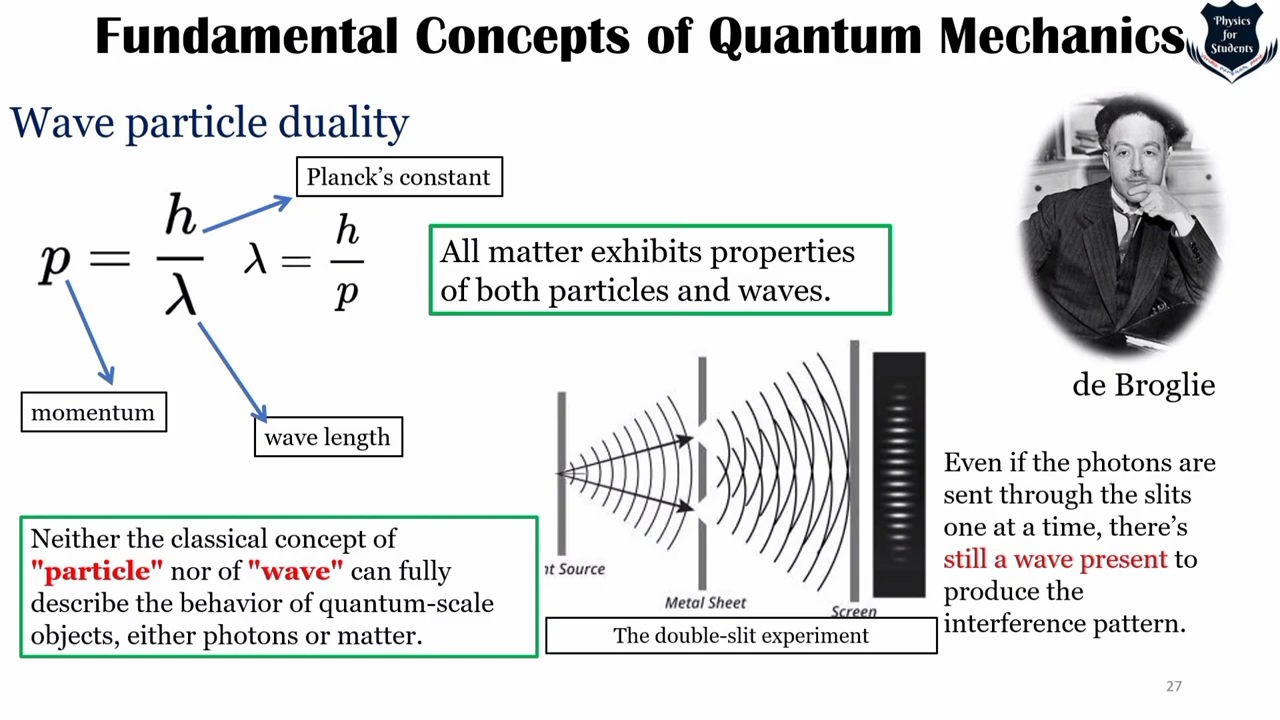 Fundamental Concepts of Quantum Mechanics
Physics
for
Students
Wave particle duality
Planck's constant
p = h/λ
λ = h/p
momentum
wave length
All matter exhibits properties
of both particles and waves.
de Broglie
nt Source
Metal Sheet
Screen
The double-slit experiment
Neither the classical concept of
"particle" nor of "wave" can fully
describe the behavior of quantum-scale
objects, either photons or matter.
Even if the photons are
sent through the slits
one at a time, there's
still a wave present to
produce the
interference pattern.
27